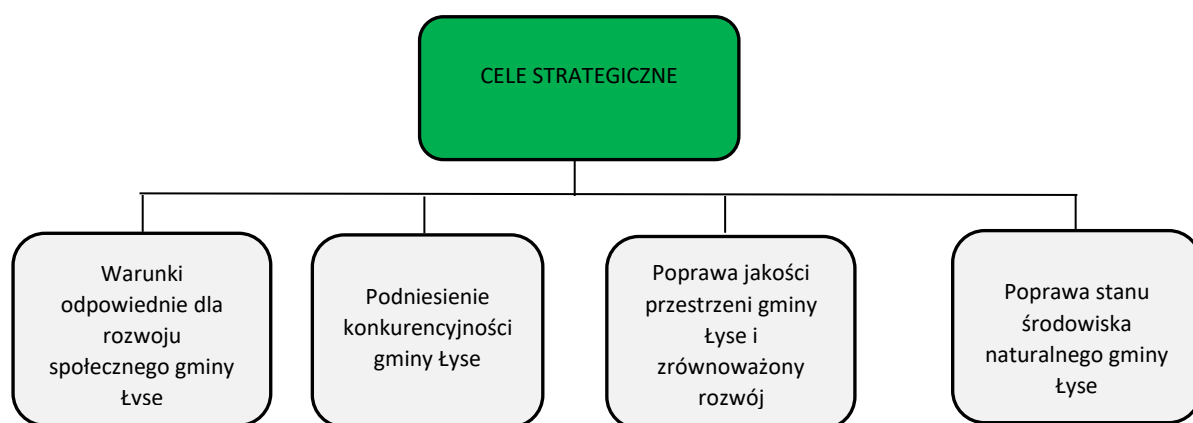 CELE STRATEGICZNE
Warunki
odpowiednie dla
rozwoju
społecznego gminy
Łyse
Podniesienie
konkurencyjności
gminy Łyse
Poprawa jakości
przestrzeni gminy
Łyse i
zrównoważony
rozwój
Poprawa stanu
środowiska
naturalnego gminy
Łyse